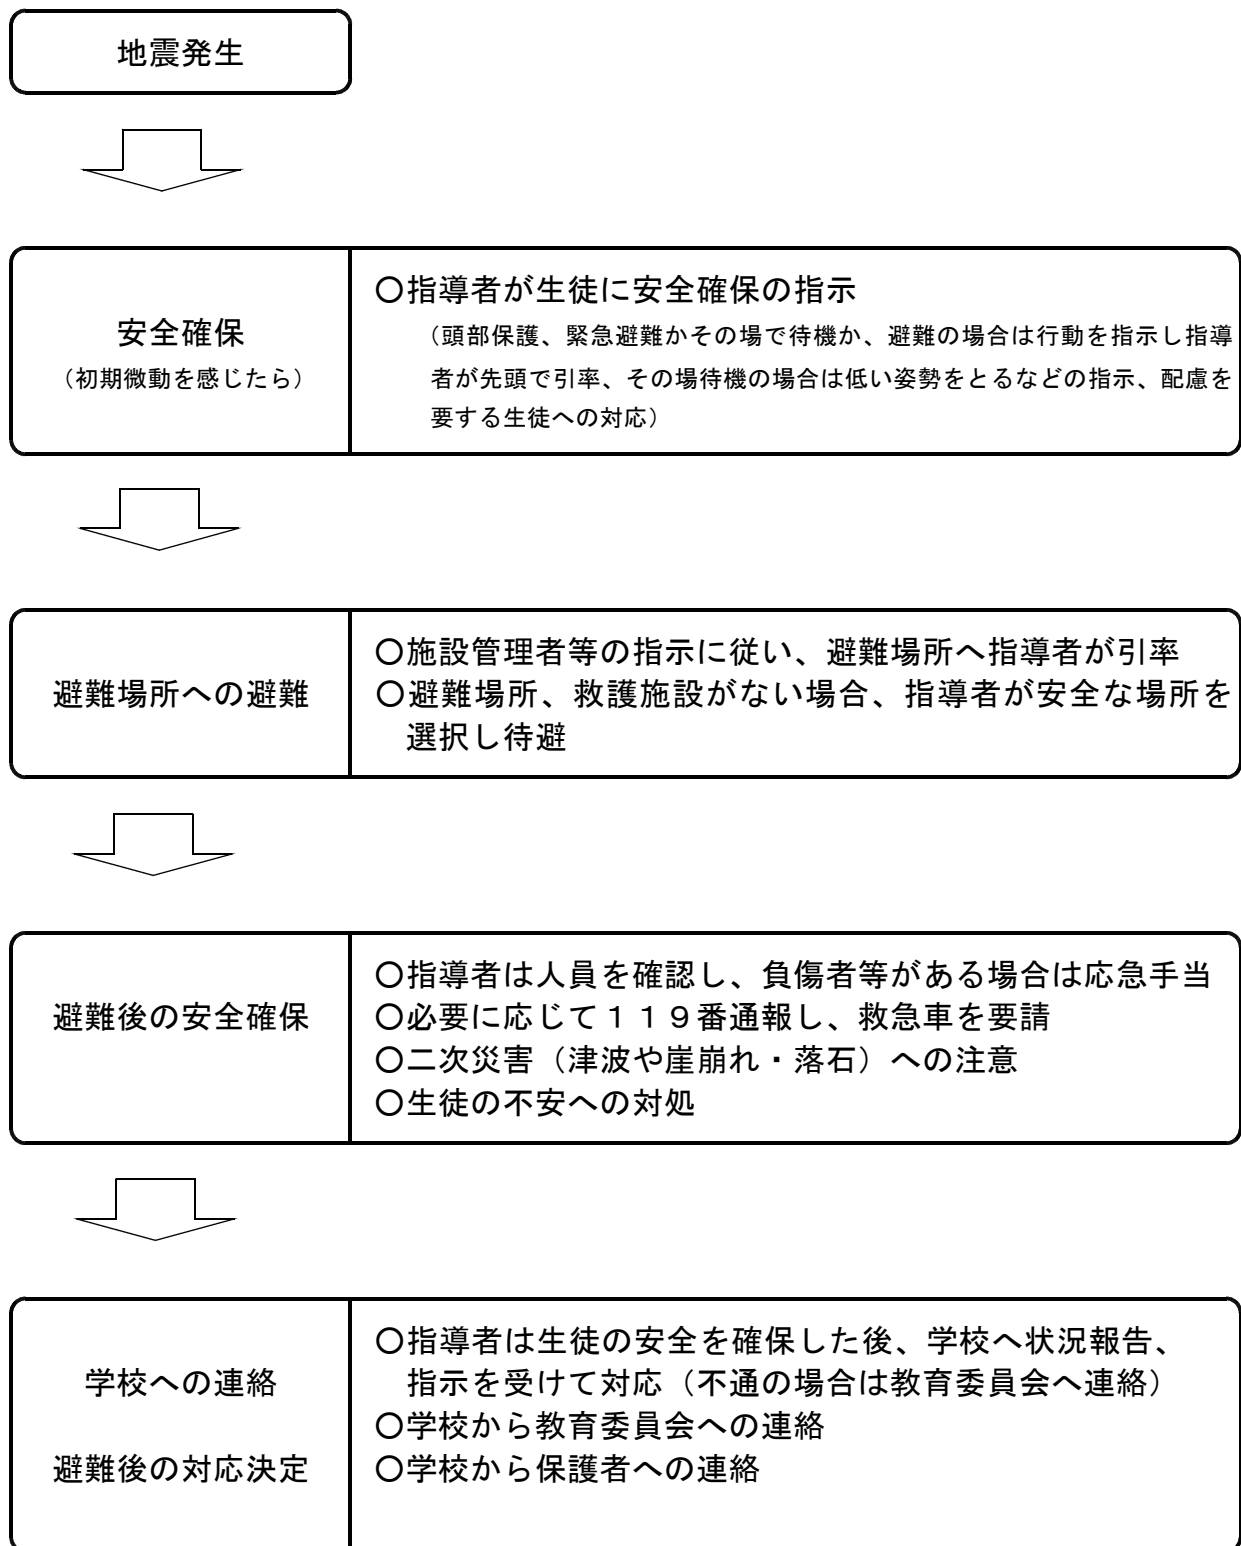 地震発生
安全確保
（初期微動を感じたら）
〇指導者が生徒に安全確保の指示
（頭部保護、緊急避難かその場で待機か、避難の場合は行動を指示し指導
者が先頭で引率、その場待機の場合は低い姿勢をとるなどの指示、配慮を
要する生徒への対応）
避難場所への避難
〇施設管理者等の指示に従い、避難場所へ指導者が引率
〇避難場所、救護施設がない場合、指導者が安全な場所を
選択し待避
避難後の安全確保
〇指導者は人員を確認し、負傷者等がある場合は応急手当
〇必要に応じて１１９番通報し、救急車を要請
〇二次災害（津波や崖崩れ・落石）への注意
〇生徒の不安への対処
学校への連絡
避難後の対応決定
〇指導者は生徒の安全を確保した後、学校へ状況報告、
指示を受けて対応（不通の場合は教育委員会へ連絡）
〇学校から教育委員会への連絡
〇学校から保護者への連絡